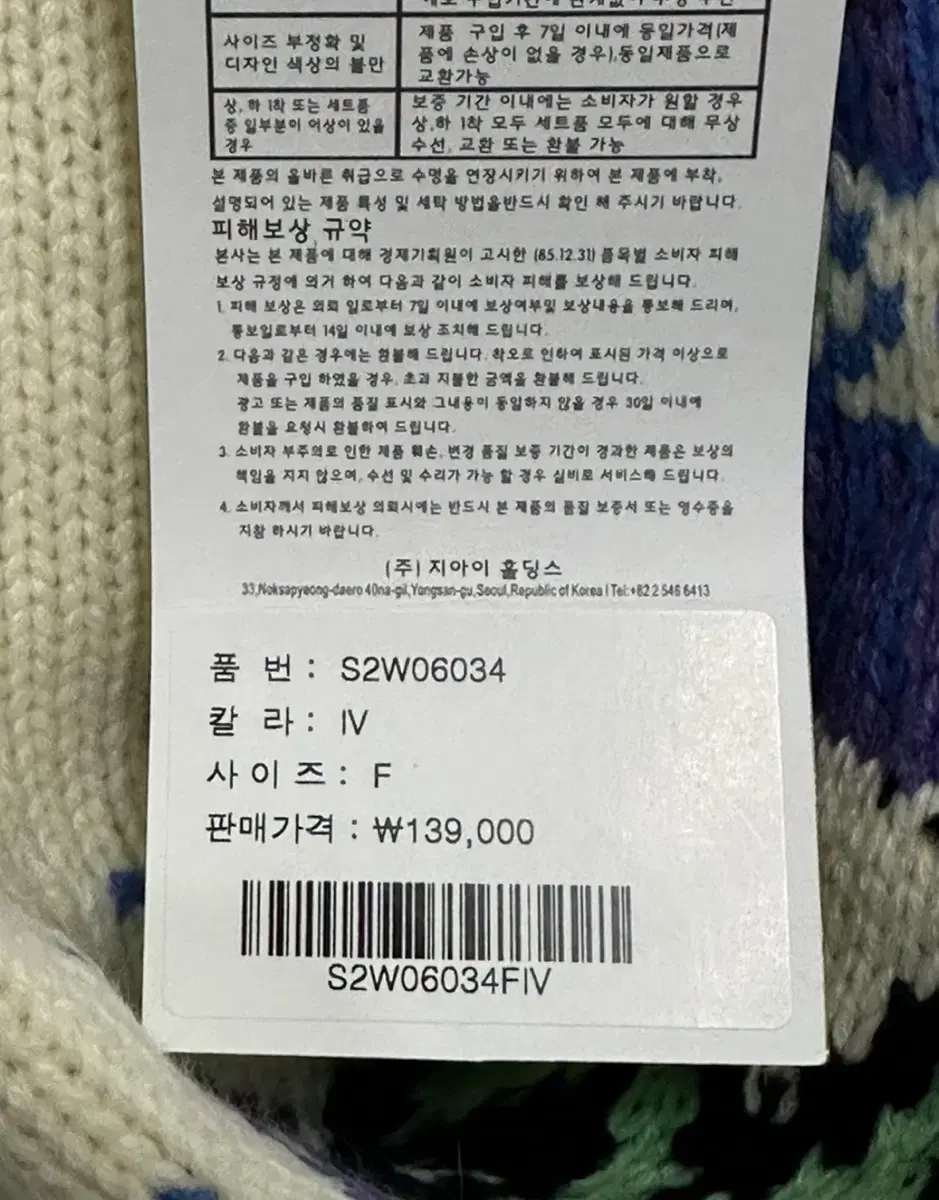 사이즈 부정확 및
디자인 색상의 불만
제품 구입 후 7일 이내에 동일가격(제
품에 손상이 없을 경우),동일제품으로
교환가능
상, 하 1착 또는 세트품
중 일부분이 이상이 있을
경우
보증 기간 이내에는 소비자가 원할 경우
상,하 1착 모두 세트품 모두에 대해 무상
수선, 교환 또는 환불 가능
본 제품의 올바른 취급으로 수명을 연장시키기 위하여 본 제품에 부착,
설명되어 있는 제품 특성 및 세탁 방법을반드시 확인 해 주시기 바랍니다.
피해보상 규약
본사는 본 제품에 대해 경제기획원이 고시한 (85.12.31) 품목별 소비자 피해
보상 규정에 의거 하여 다음과 같이 소비자 피해를 보상해 드립니다.
1. 피해 보상은 의뢰 일로부터 7일 이내에 보상여부및 보상내용을 통보해 드리며,
통보일로부터 14일 이내에 보상 조치해 드립니다.
2. 다음과 같은 경우에는 환불해 드립니다. 착오로 인하여 표시된 가격 이상으로
제품을 구입 하였을 경우, 초과 지불한 금액을 환불해 드립니다.
광고 또는 제품의 품질 표시와 그내용이 동일하지 않을 경우 30일 이내에
환불을 요청시 환불하여 드립니다.
3. 소비자 부주의로 인한 제품 훼손, 변경 품질 보증 기간이 경과한 제품은 보상의
책임을 지지 않으며, 수선 및 수리가 가능 할 경우 실비로 서비스해 드립니다.
4. 소비자께서 피해보상 의뢰시에는 반드시 본 제품의 품질 보증서 또는 영수증을
지참 하시기 바랍니다.
(주) 지아이 홀딩스
33,Noksapyeong-daero 40na-gil,Yongsan-gu,Seoul,Republic of Korea | Tel:+82 2 546 6413
품 번 : S2W06034
칼 라 : IV
사 이 즈 : F
판매가격 : ₩139,000
S2W06034FIV